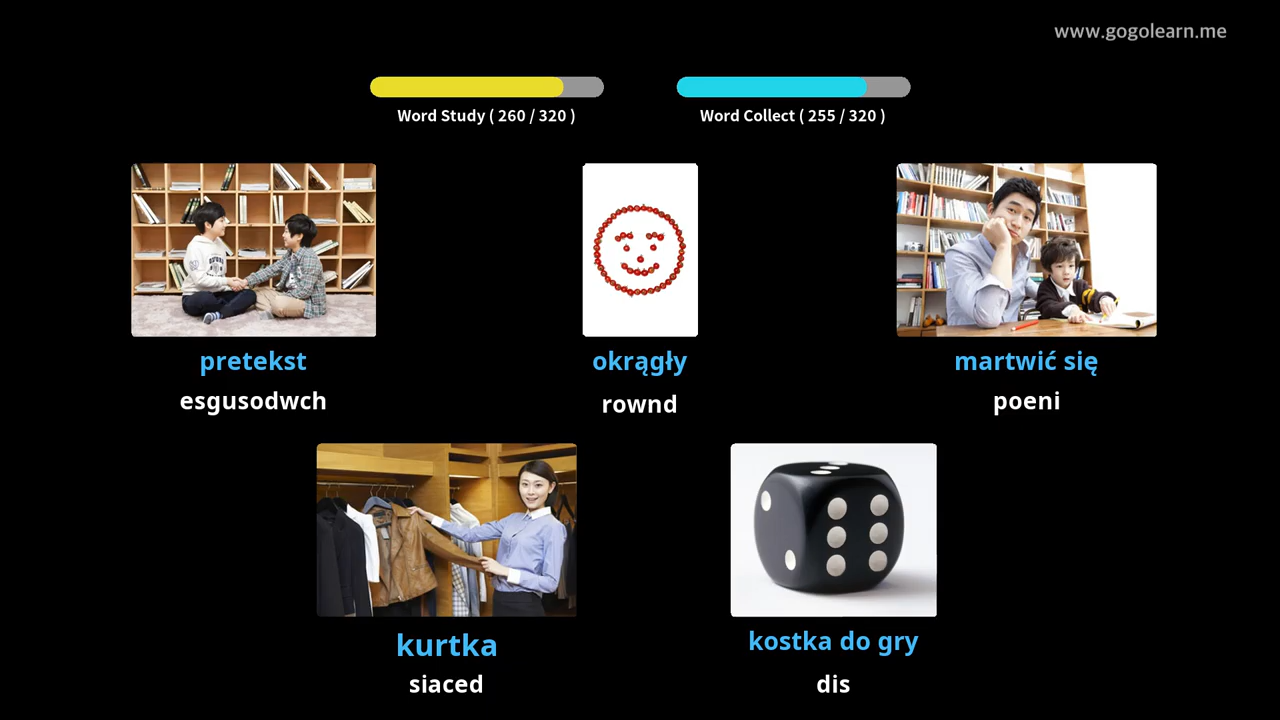 www.gogolearn.me
Word Study ( 260 / 320 )
Word Collect ( 255 / 320 )
pretekst
esgusodwch
okrągły
rownd
martwić się
poeni
kurtka
siaced
kostka do gry
dis